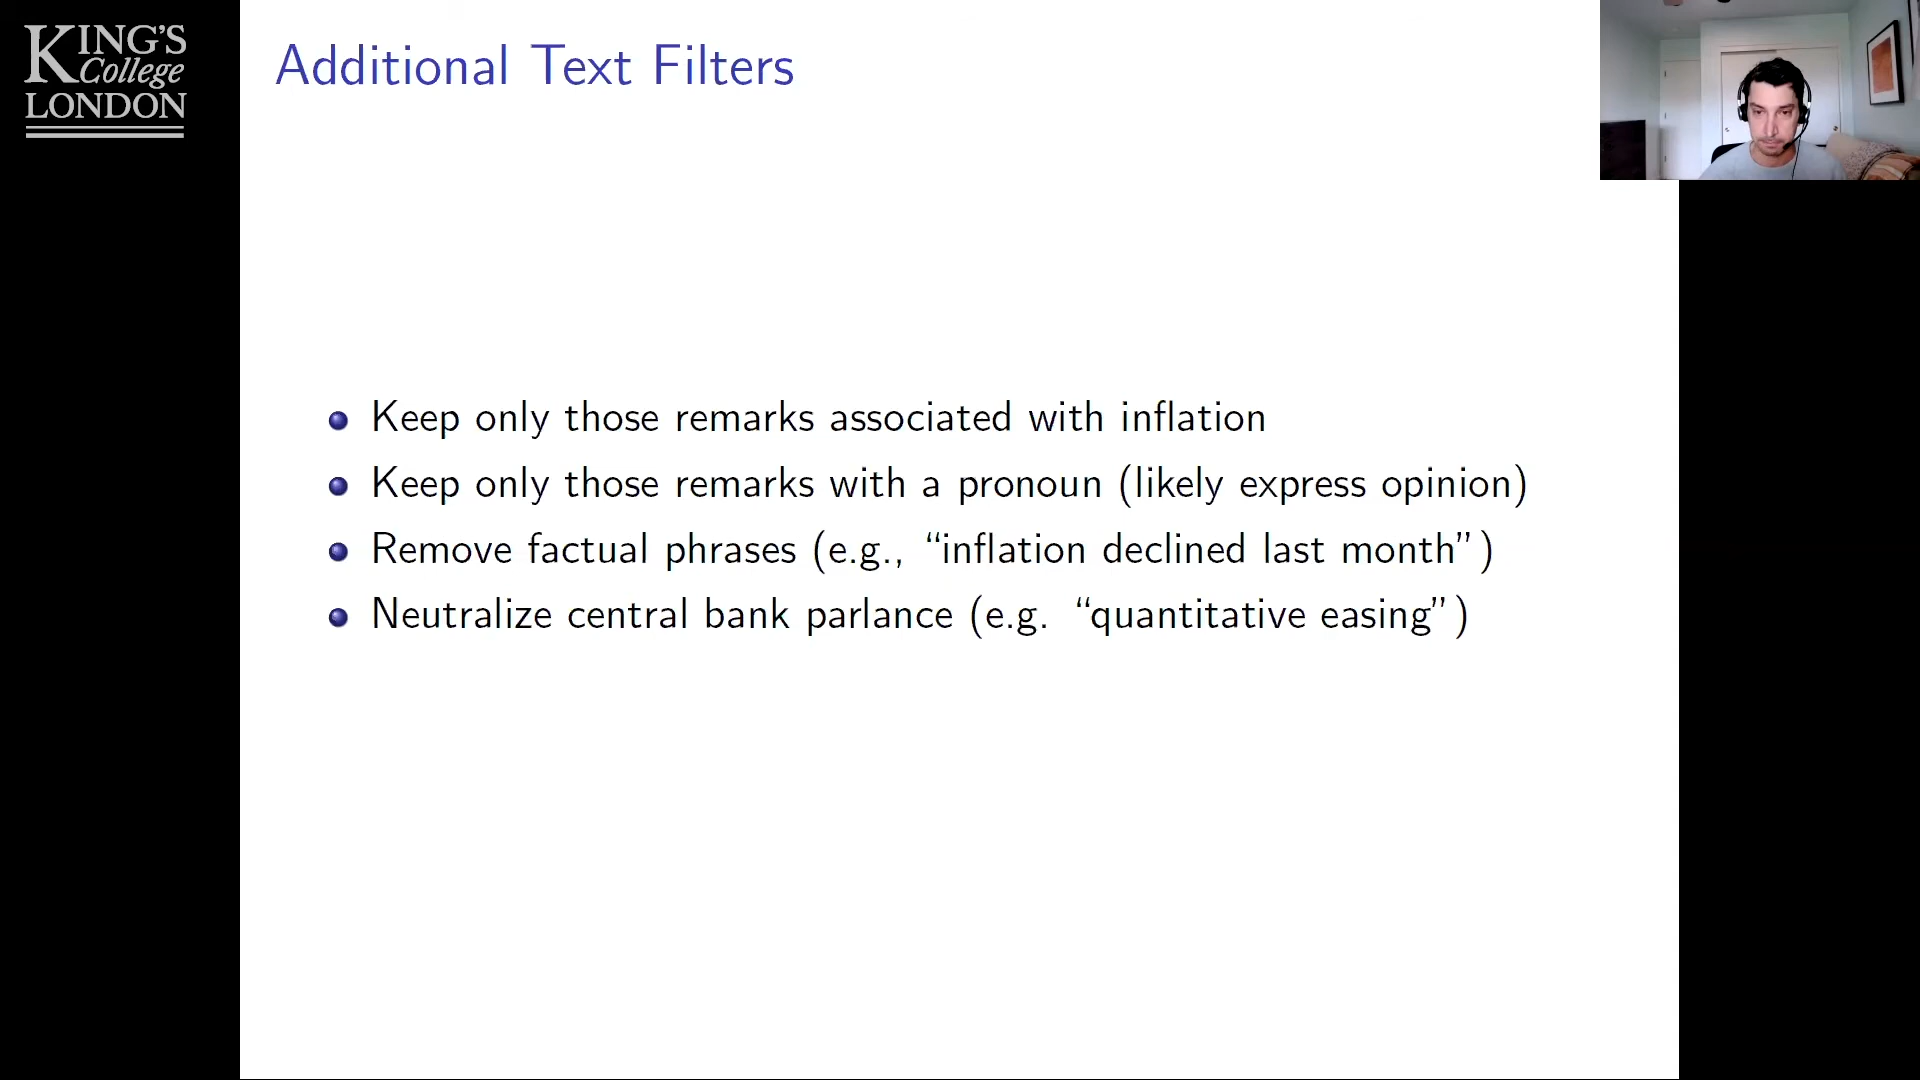 KING'S
College
LONDON
Additional Text Filters
Keep only those remarks associated with inflation
Keep only those remarks with a pronoun (likely express opinion)
Remove factual phrases (e.g., “inflation declined last month”)
Neutralize central bank parlance (e.g. “quantitative easing”)